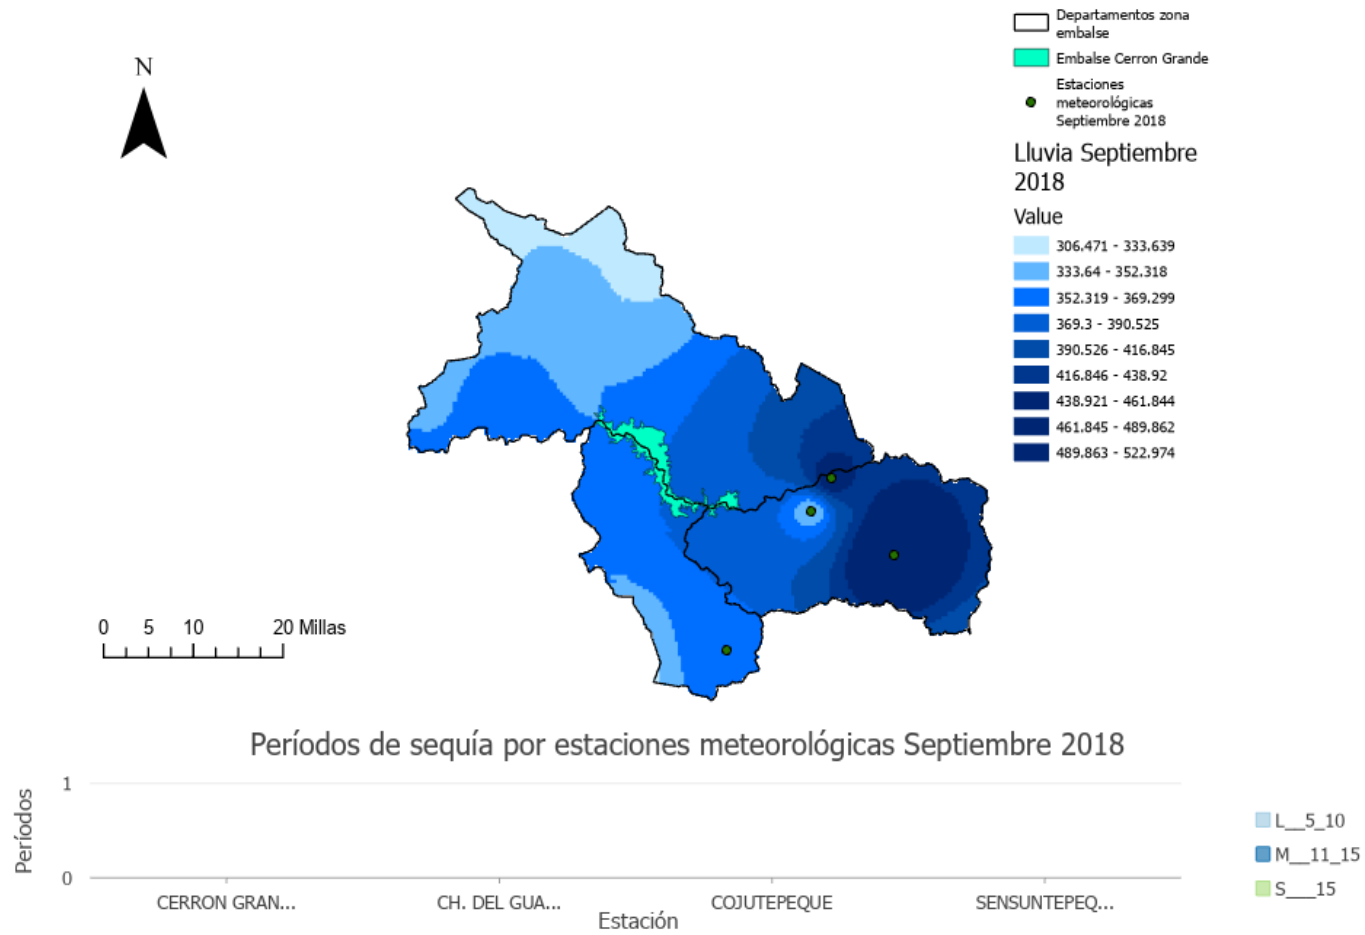 Departamentos zona
embalse
Embalse Cerron Grande
Estaciones
meteorológicas
Septiembre 2018
Lluvia Septiembre
2018
Value
306.471 - 333.639
333.64 - 352.318
352.319 - 369.299
369.3 - 390.525
390.526 - 416.845
416.846 - 438.92
438.921 - 461.844
461.845 - 489.862
489.863 - 522.974
N
0 5 10 20 Millas
Períodos de sequía por estaciones meteorológicas Septiembre 2018
Períodos
1
0
CERRON GRAN... CH. DEL GUA... COJUTEPEQUE SENSUNTEPEQ...
Estación
L__5_10
M__11_15
S___15